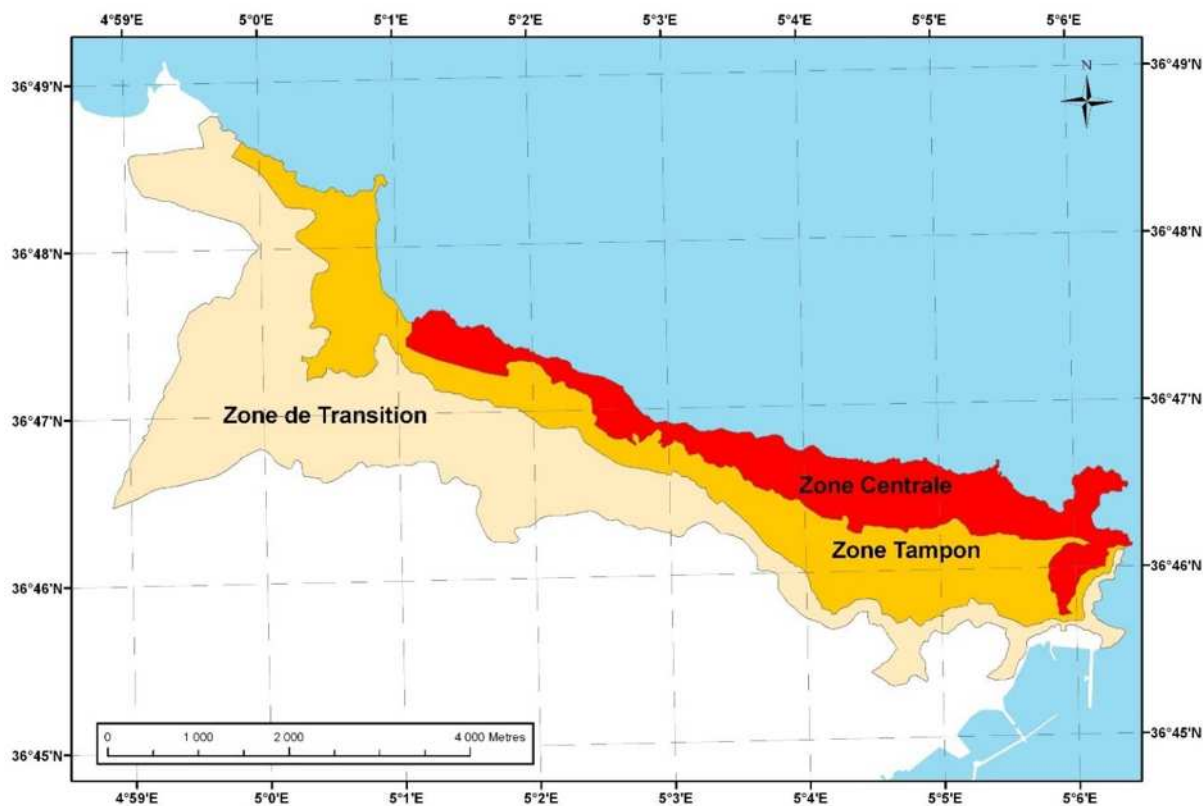 4°59'E 5°0'E 5°1'E 5°2'E 5°3'E 5°4'E 5°5'E 5°6'E
N
36°49'N 36°49'N
36°48'N 36°48'N
36°47'N 36°47'N
Zone de Transition
Zone Centrale
Zone Tampon
36°46'N 36°46'N
0 1 000 2 000 4 000 Metres
36°45'N 36°45'N
4°59'E 5°0'E 5°1'E 5°2'E 5°3'E 5°4'E 5°5'E 5°6'E